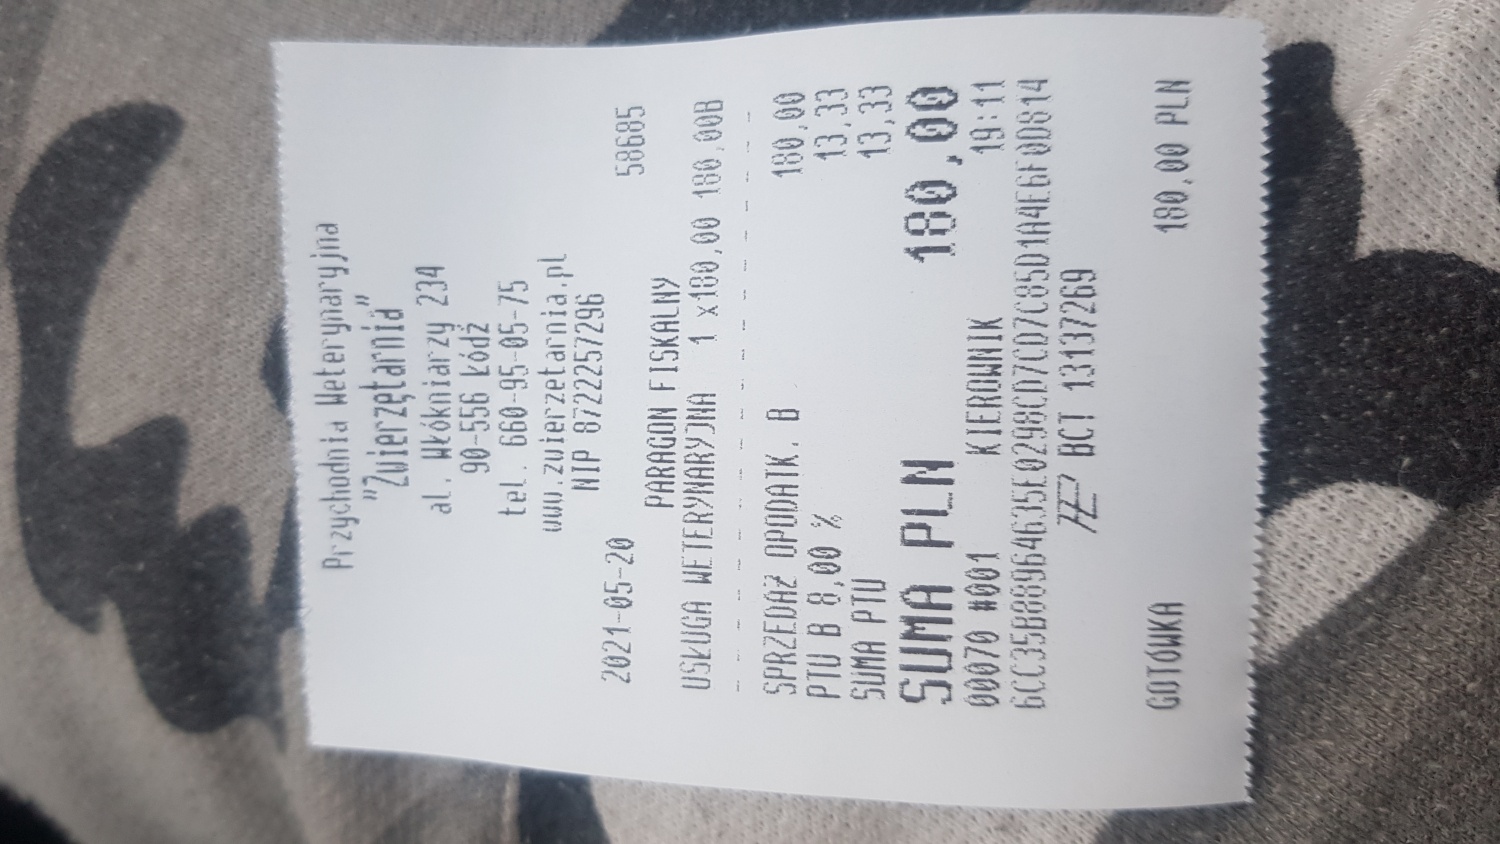 Przychodnia Weterynaryjna
"Zwierzętarnia"
al. Włókniarzy 234
90-556 Łódź
tel. 660-95-05-75
www.zwierzetarnia.pl
NIP 8722257296
2021-05-20 58685
PARAGON FISKALNY
USŁUGA WETERYNARYJNA 1 x180,00 180,00B
SPRZEDAŻ OPODATK. B 180,00
PTU B 8,00 % 13,33
SUMA PTU 13,33
SUMA PLN 180,00
00070 #001 KIEROWNIK 19:11
BCT 13137269
GOTÓWKA 180,00 PLN